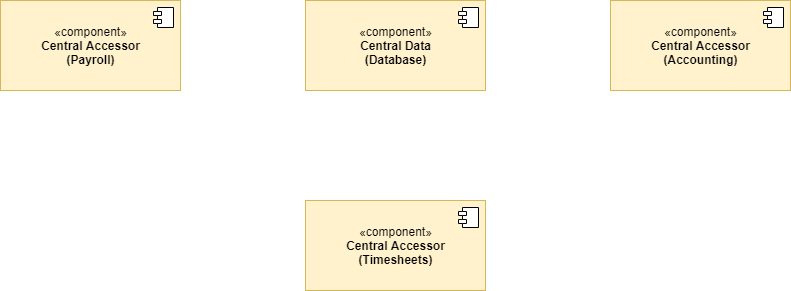 «component»
Central Accessor
(Payroll)
«component»
Central Data
(Database)
«component»
Central Accessor
(Accounting)
«component»
Central Accessor
(Timesheets)